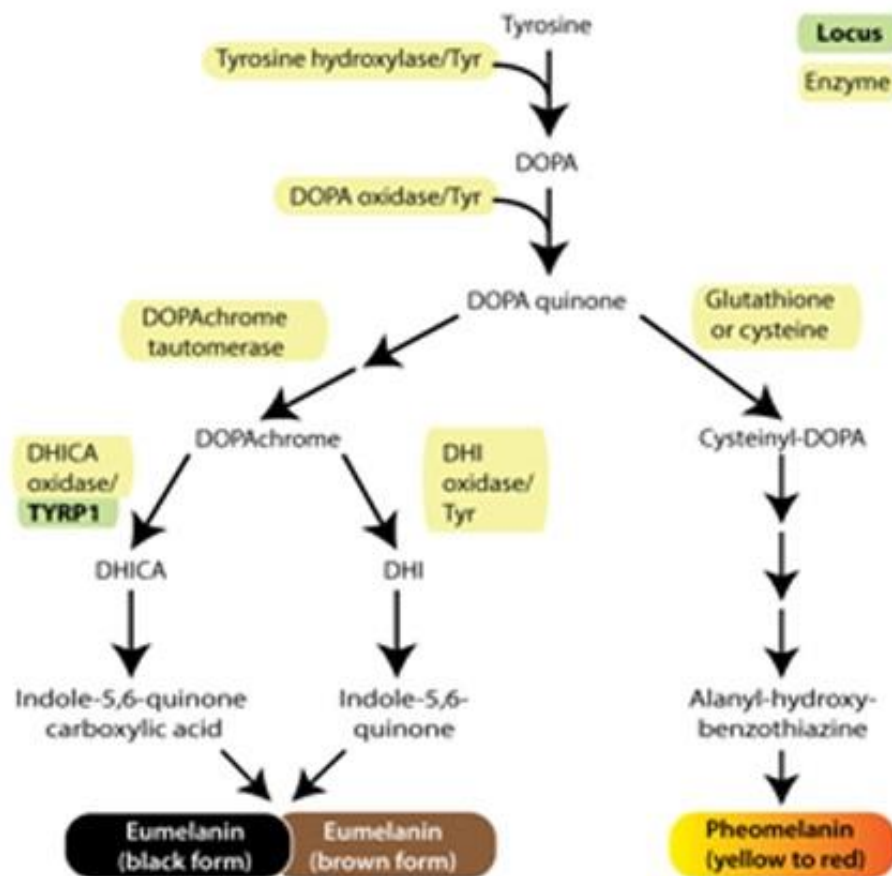 Tyrosine
Locus
Tyrosine hydroxylase/Tyr
Enzyme
DOPA
DOPA oxidase/Tyr
DOPA quinone
Glutathione
or cysteine
DOPAchrome
tautomerase
DOPAchrome
Cysteinyl-DOPA
DHICA
oxidase/
TYRP1
DHI
oxidase/
Tyr
DHICA
DHI
Indole-5,6-quinone
carboxylic acid
Indole-5,6-
quinone
Alanyl-hydroxy-
benzothiazine
Eumelanin
(black form)
Eumelanin
(brown form)
Pheomelanin
(yellow to red)